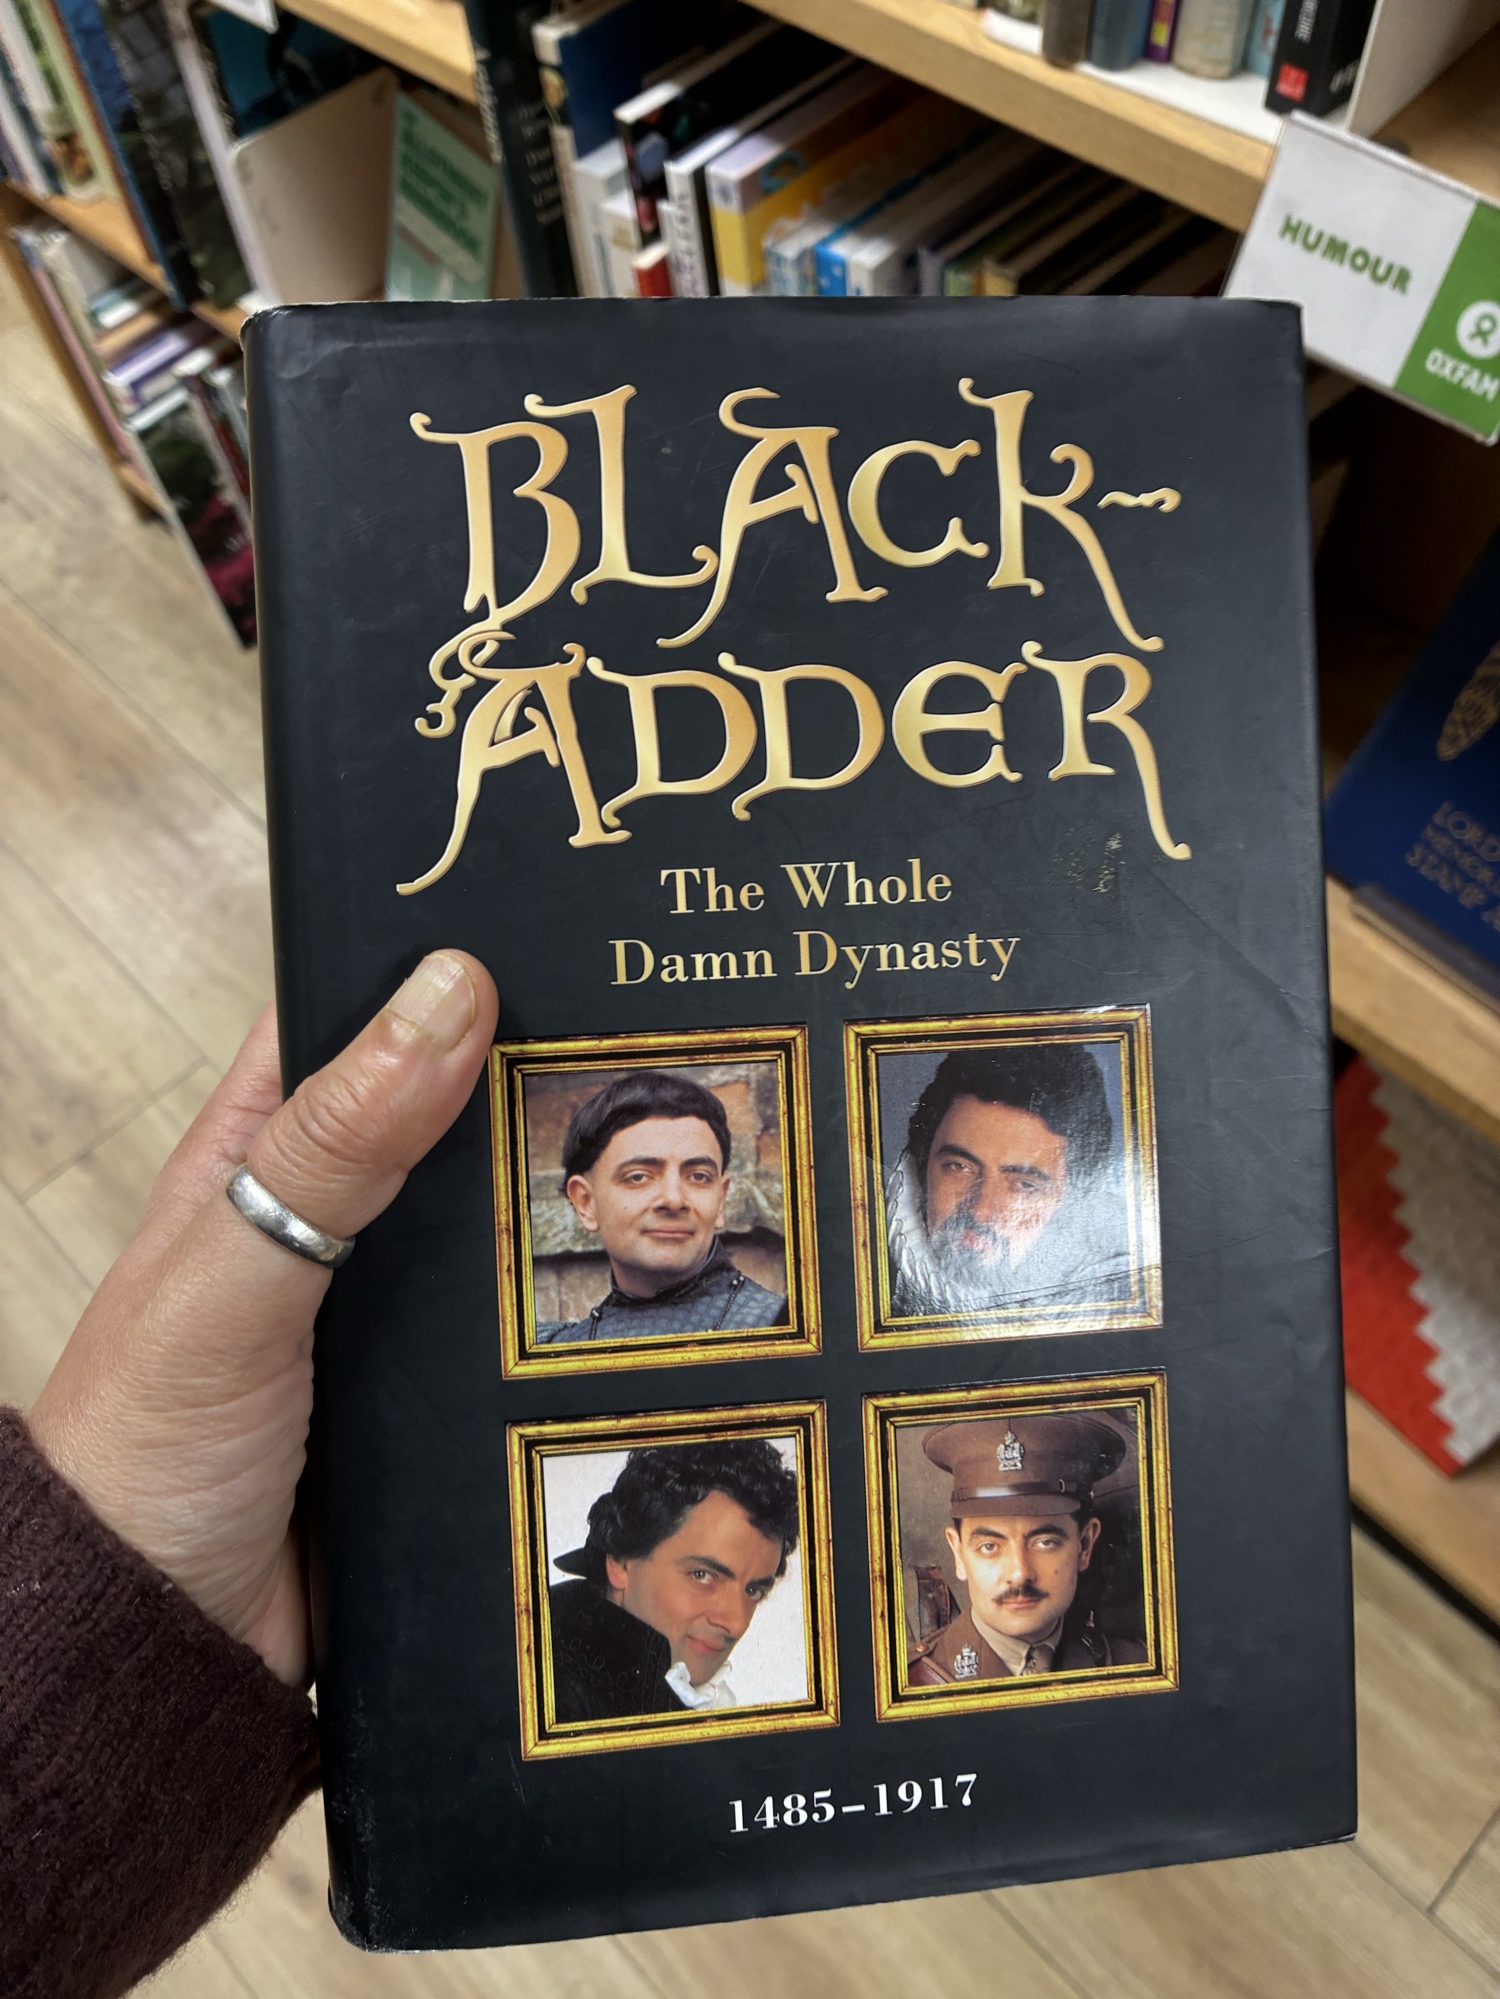 HUMOUR
OXFAM
BLACK-
ADDER
The Whole
Damn Dynasty
1485–1917